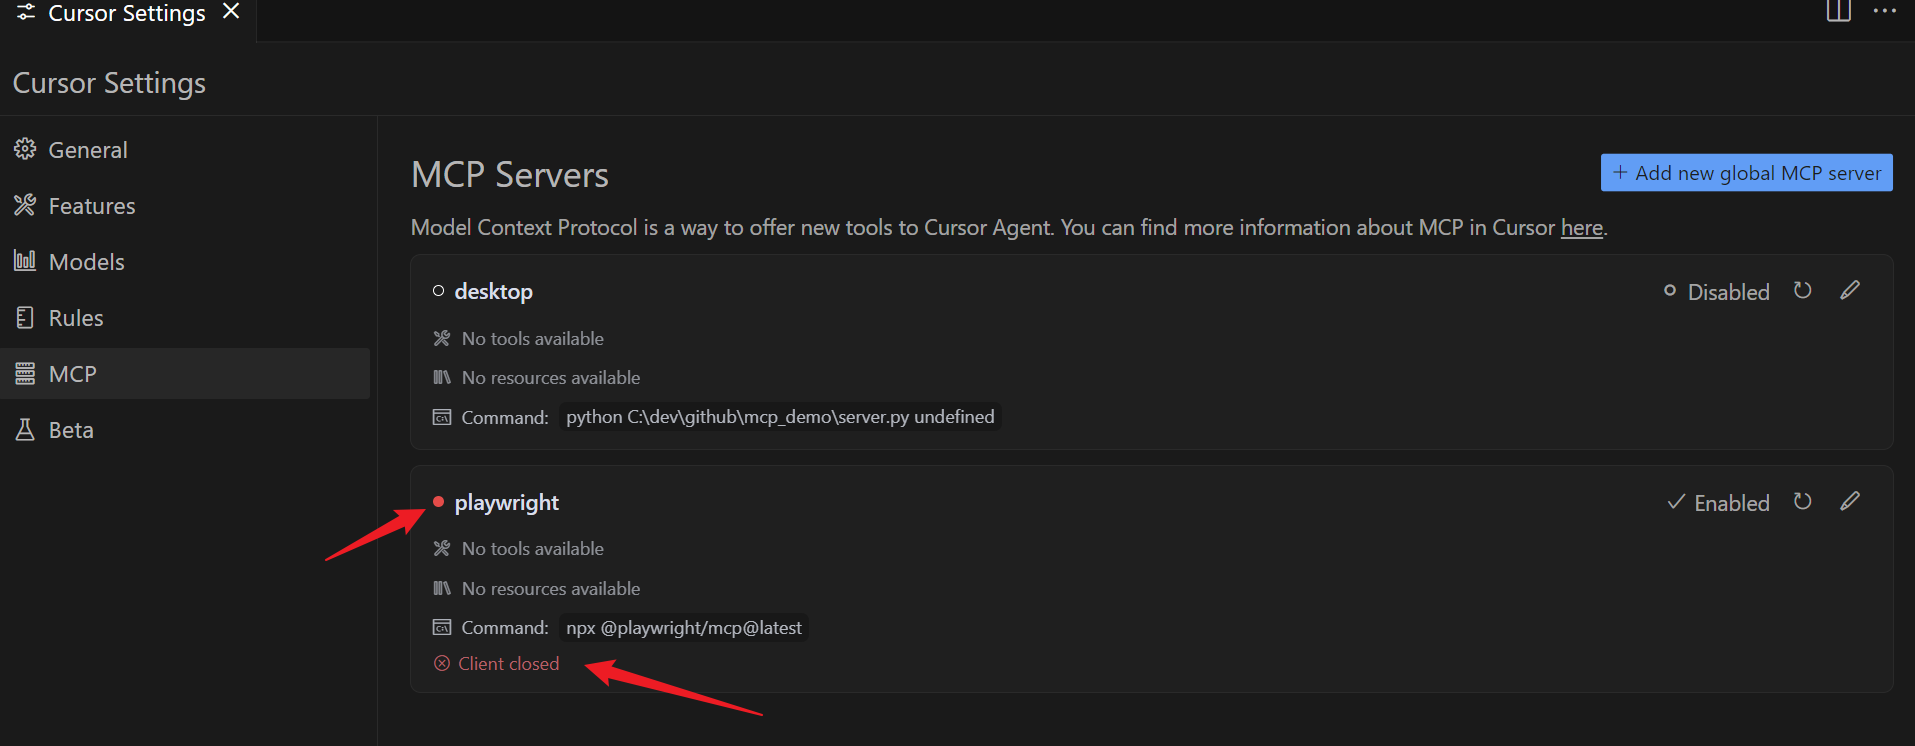 Cursor Settings
Cursor Settings
General
Features
Models
Rules
MCP
Beta
MCP Servers
+ Add new global MCP server
Model Context Protocol is a way to offer new tools to Cursor Agent. You can find more information about MCP in Cursor here.
desktop
Disabled
No tools available
No resources available
Command: python C:\dev\github\mcp_demo\server.py undefined
playwright
Enabled
No tools available
No resources available
Command: npx @playwright/mcp@latest
Client closed